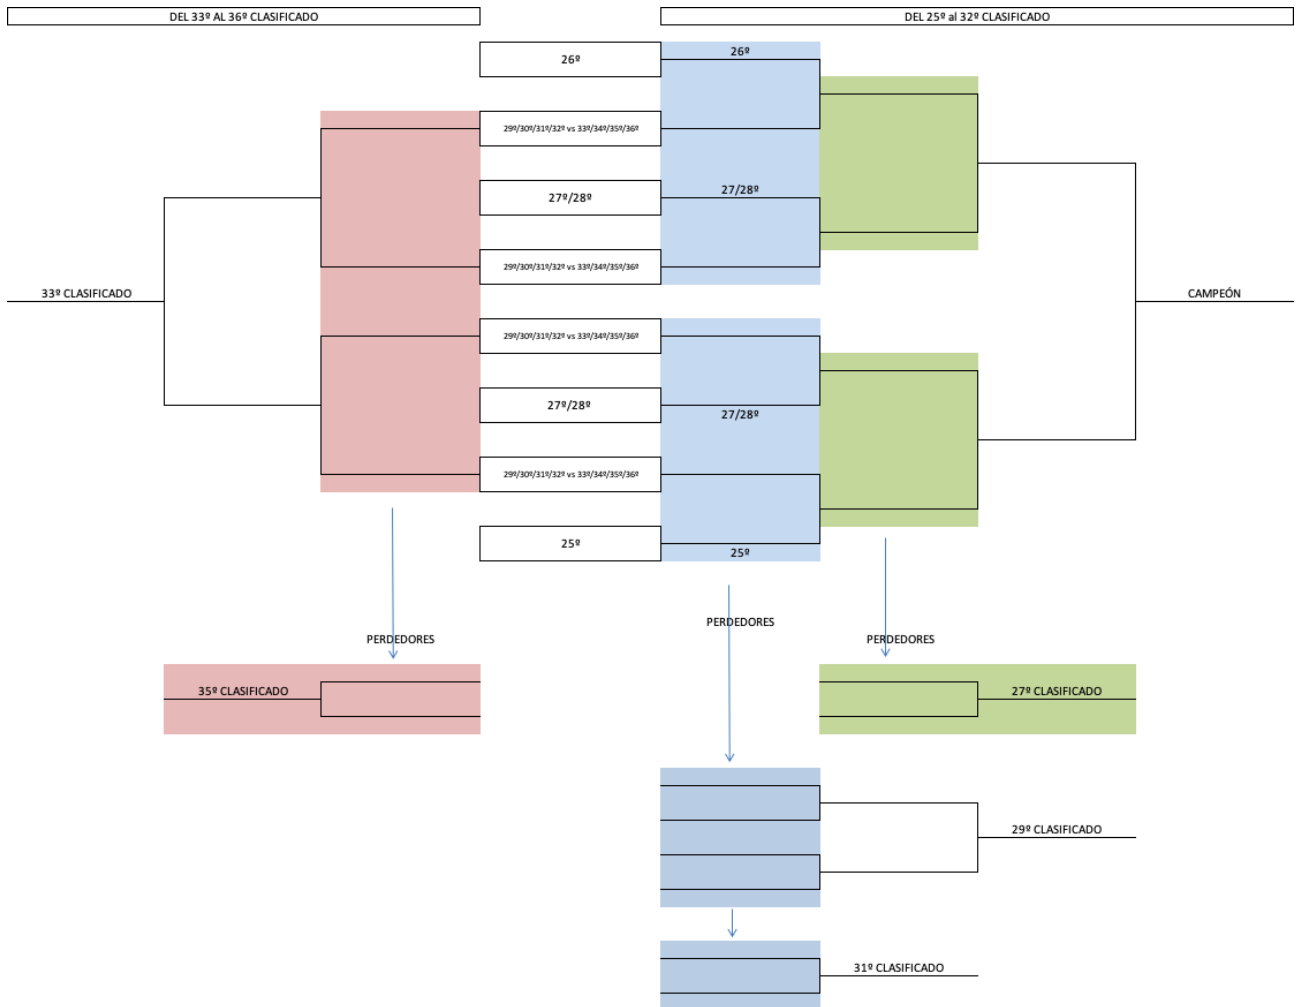 DEL 33º AL 36º CLASIFICADO
DEL 25º al 32º CLASIFICADO
26º
26º
29º/30º/31º/32º vs 33º/34º/35º/36º
27º/28º
27/28º
29º/30º/31º/32º vs 33º/34º/35º/36º
33º CLASIFICADO
CAMPEÓN
29º/30º/31º/32º vs 33º/34º/35º/36º
27º/28º
27/28º
29º/30º/31º/32º vs 33º/34º/35º/36º
25º
25º
PERDEDORES
PERDEDORES
PERDEDORES
35º CLASIFICADO
27º CLASIFICADO
29º CLASIFICADO
31º CLASIFICADO